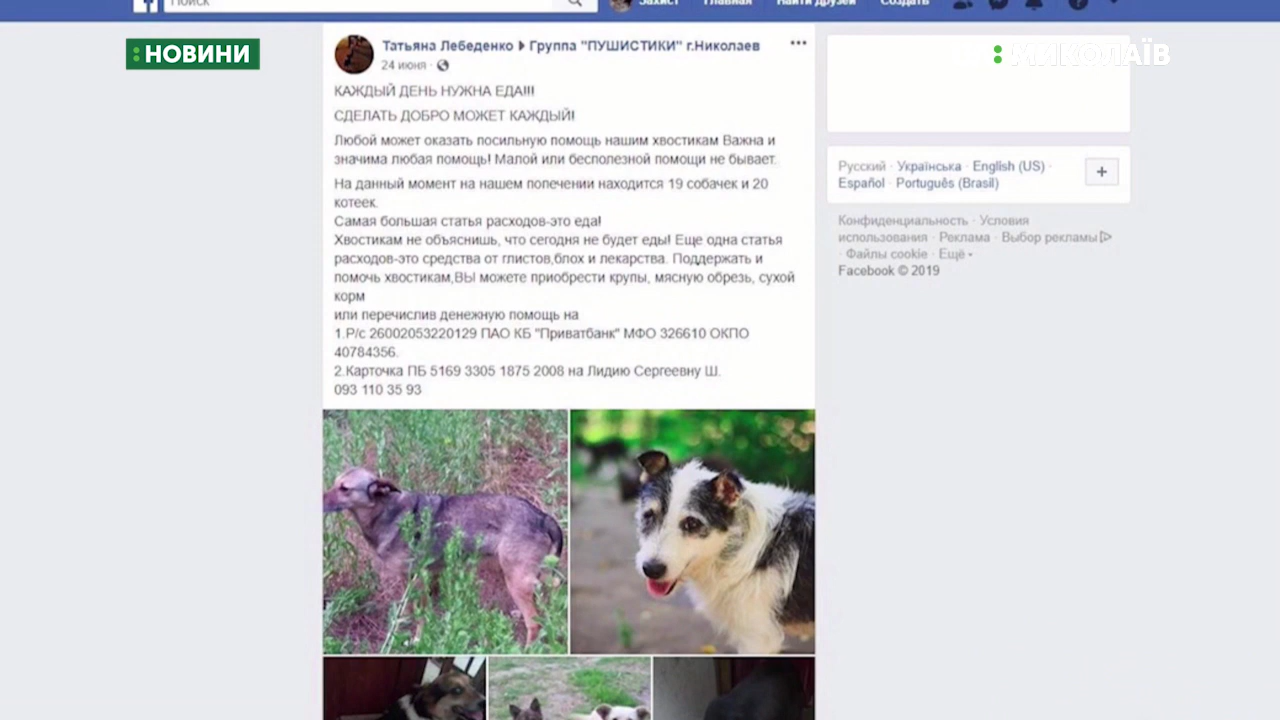 Поиск
Захист
Главная
Найти друзей
Создать
: НОВИНИ
: МИКОЛАЇВ
Татьяна Лебеденко ▸ Группа "ПУШИСТИКИ" г.Николаев
24 июня ·
КАЖДЫЙ ДЕНЬ НУЖНА ЕДА!!!
СДЕЛАТЬ ДОБРО МОЖЕТ КАЖДЫЙ!
Любой может оказать посильную помощь нашим хвостикам Важна и
значима любая помощь! Малой или бесполезной помощи не бывает.
На данный момент на нашем попечении находится 19 собачек и 20
котеек.
Самая большая статья расходов-это еда!
Хвостикам не объяснишь, что сегодня не будет еды! Еще одна статья
расходов-это средства от глистов,блох и лекарства. Поддержать и
помочь хвостикам,ВЫ можете приобрести крупы, мясную обрезь, сухой
корм
или перечислив денежную помощь на
1.Р/с 26002053220129 ПАО КБ "Приватбанк" МФО 326610 ОКПО
40784356.
2.Карточка ПБ 5169 3305 1875 2008 на Лидию Сергеевну Ш.
093 110 35 93
Русский · Українська · English (US) ·
Español · Português (Brasil)
+
Конфиденциальность · Условия
использования · Реклама · Выбор рекламы
· Файлы cookie · Ещё
Facebook © 2019